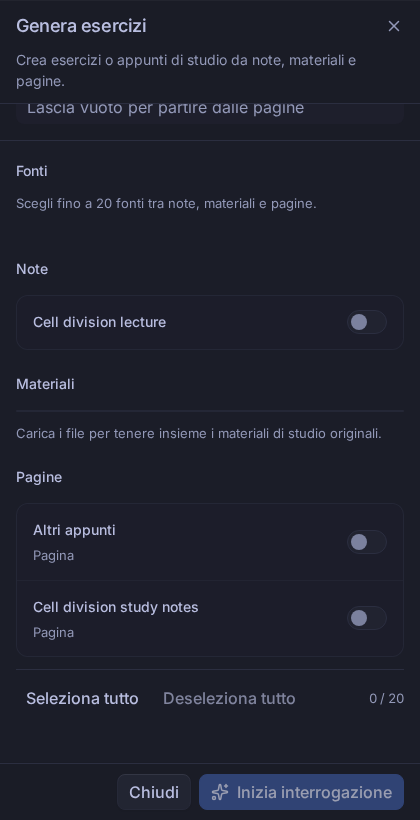 Genera esercizi
Crea esercizi o appunti di studio da note, materiali e
pagine.
Lascia vuoto per partire dalle pagine
Fonti
Scegli fino a 20 fonti tra note, materiali e pagine.
Note
Cell division lecture
Materiali
Carica i file per tenere insieme i materiali di studio originali.
Pagine
Altri appunti
Pagina
Cell division study notes
Pagina
Seleziona tutto Deseleziona tutto 0 / 20
Chiudi Inizia interrogazione